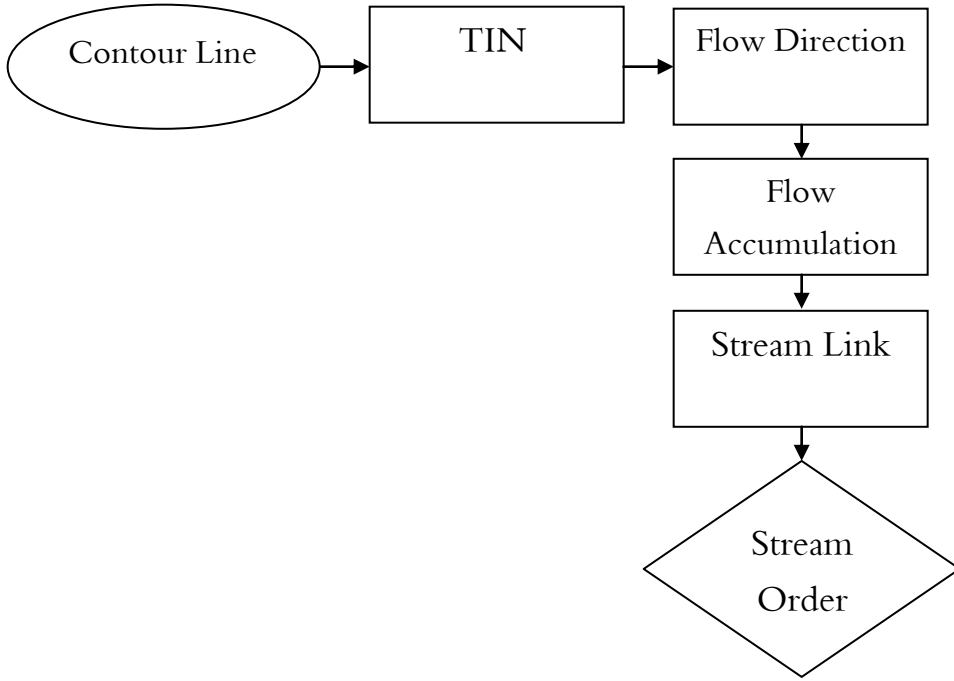 Contour Line
TIN
Flow Direction
Flow
Accumulation
Stream Link
Stream
Order